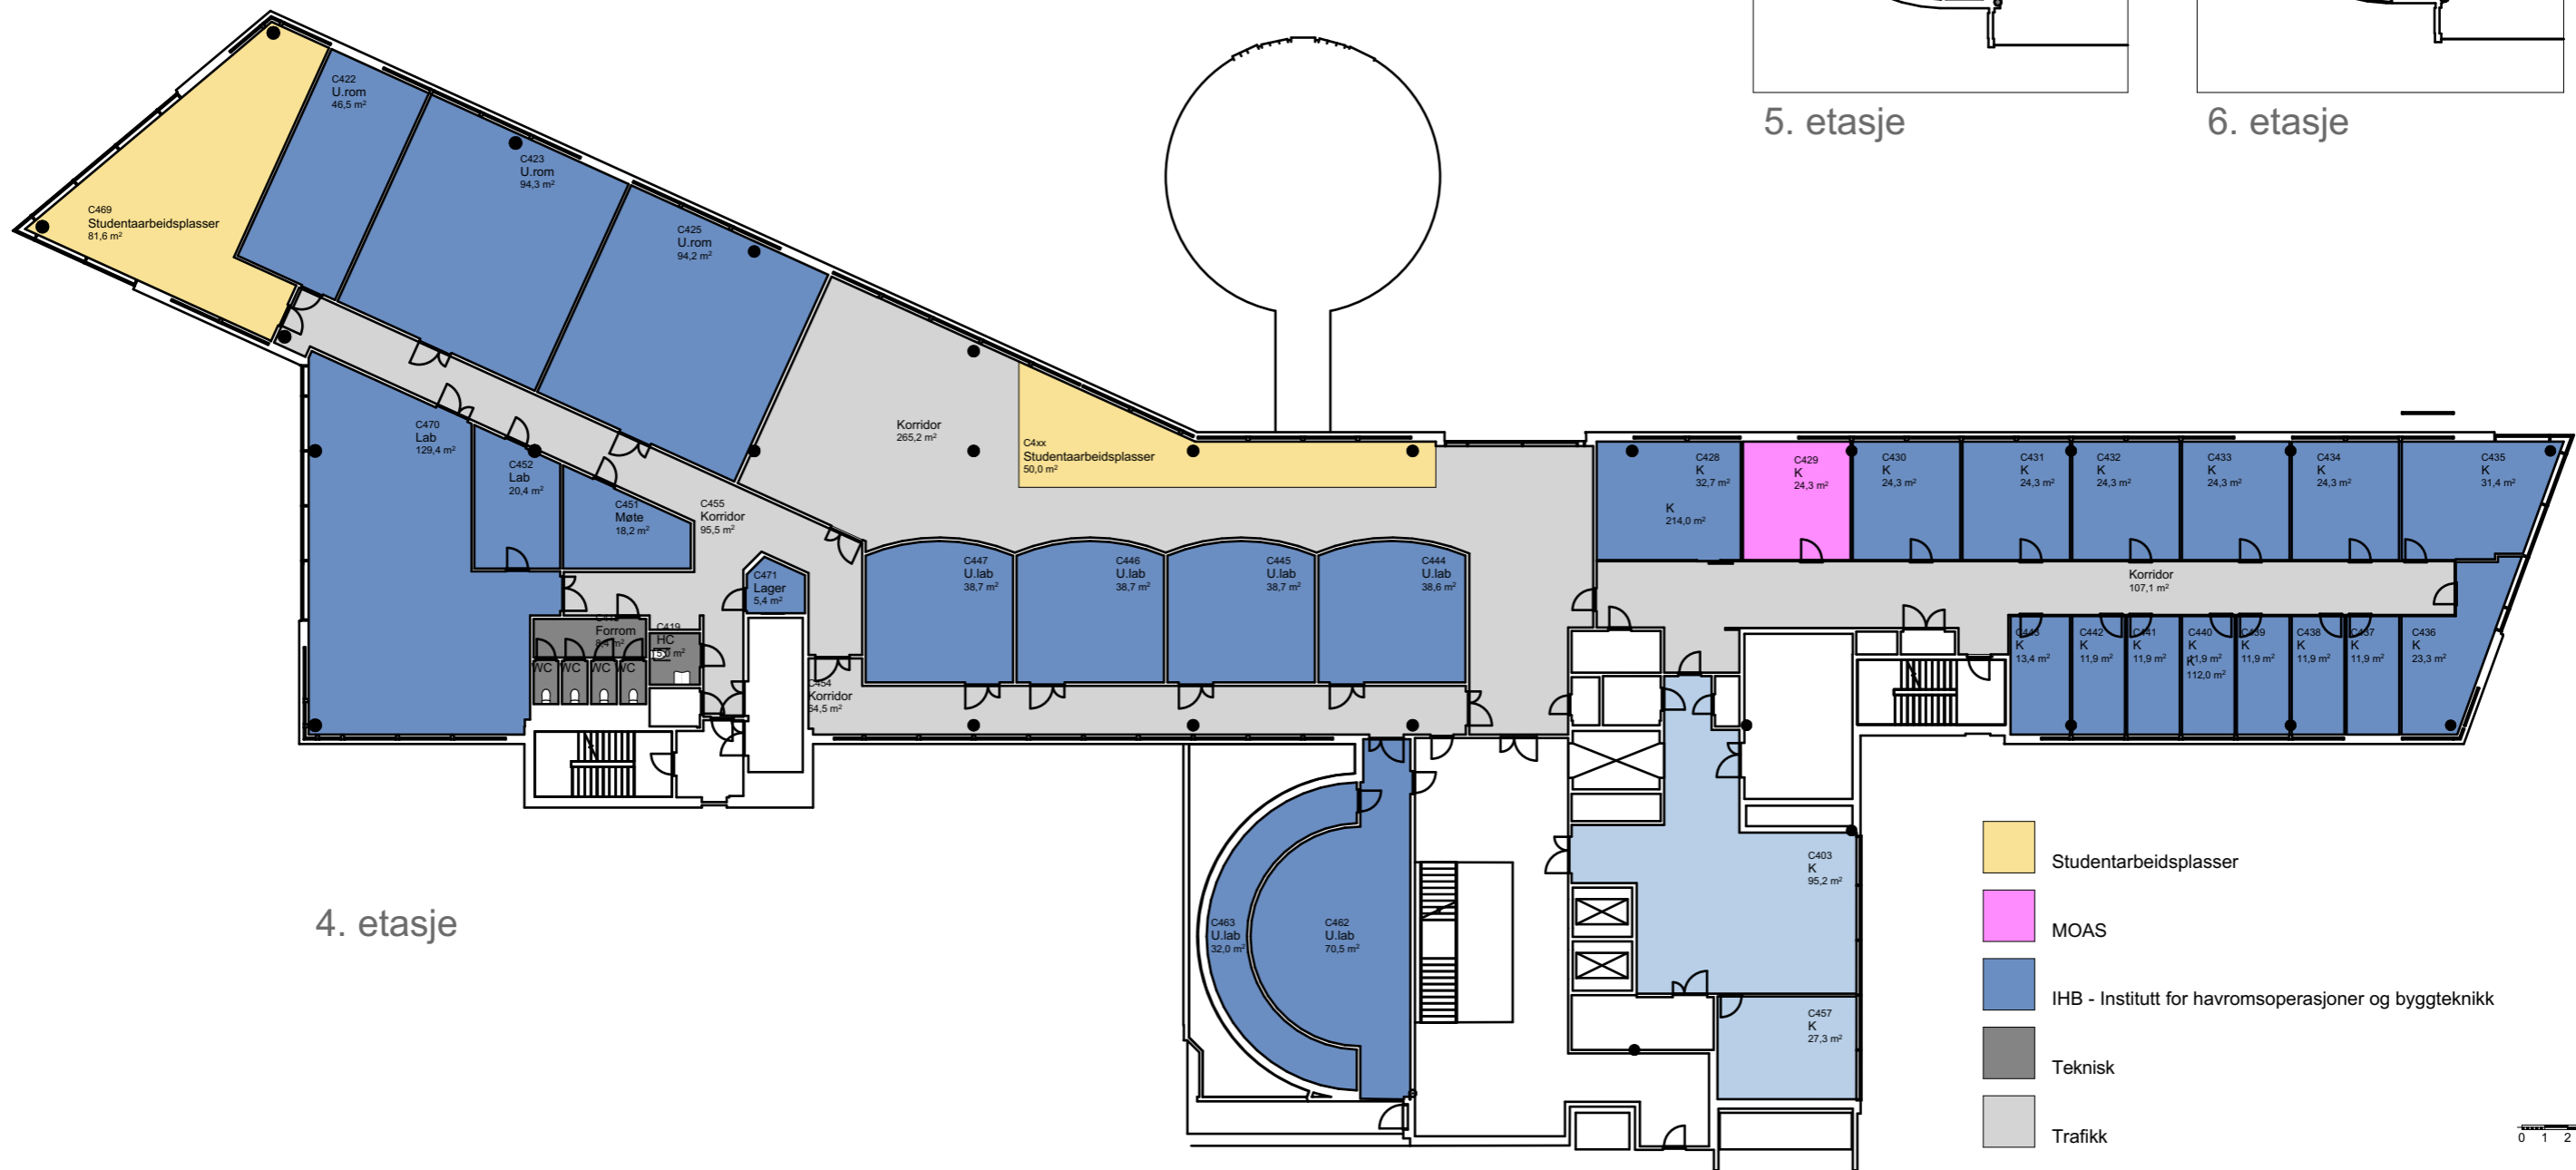 5. etasje
6. etasje
C422
U.rom
46,5 m²
C423
U.rom
94,3 m²
C469
Studentaarbeidsplasser
81,6 m²
C425
U.rom
94,2 m²
Korridor
265,2 m²
C4xx
Studentaarbeidsplasser
50,0 m²
C470
Lab
129,4 m²
C452
Lab
20,4 m²
C451
Møte
18,2 m²
C455
Korridor
95,5 m²
C428
K
32,7 m²
K
214,0 m²
C429
K
24,3 m²
C430
K
24,3 m²
C431
K
24,3 m²
C432
K
24,3 m²
C433
K
24,3 m²
C434
K
24,3 m²
C435
K
31,4 m²
C471
Lager
5,4 m²
C447
U.lab
38,7 m²
C446
U.lab
38,7 m²
C445
U.lab
38,7 m²
C444
U.lab
38,6 m²
Korridor
107,1 m²
Forrom
8,4 m²
C419
HC
WC
WC
WC
WC
C454
Korridor
64,5 m²
C443
K
13,4 m²
C442
K
11,9 m²
C441
K
11,9 m²
C440
K
11,9 m²
K
112,0 m²
C439
K
11,9 m²
C438
K
11,9 m²
C437
K
11,9 m²
C436
K
23,3 m²
C403
K
95,2 m²
C463
U.lab
32,0 m²
C462
U.lab
70,5 m²
C457
K
27,3 m²
4. etasje
Studentarbeidsplasser
MOAS
IHB - Institutt for havromsoperasjoner og byggteknikk
Teknisk
Trafikk
0 1 2